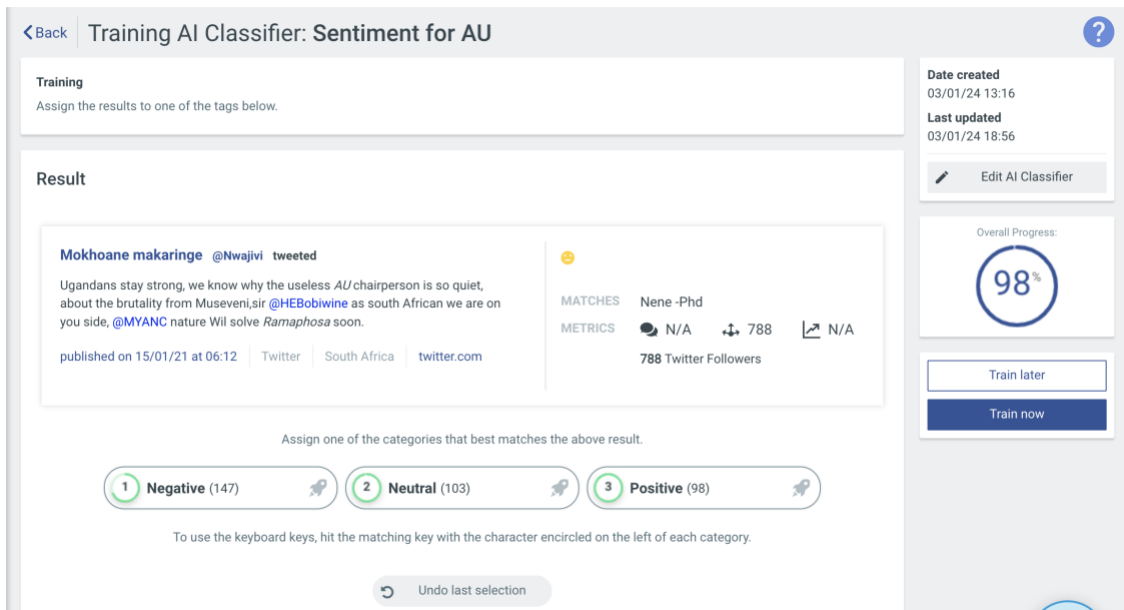 Back
Training AI Classifier: Sentiment for AU
?
Training
Assign the results to one of the tags below.
Result
Mokhoane makaringe @Nwajivi tweeted
Ugandans stay strong, we know why the useless AU chairperson is so quiet,
about the brutality from Museveni,sir @HEBobiwine as south African we are on
you side, @MYANC nature Wil solve Ramaphosa soon.
published on 15/01/21 at 06:12 Twitter South Africa twitter.com
MATCHES Nene -Phd
METRICS N/A 788 N/A
788 Twitter Followers
Assign one of the categories that best matches the above result.
1 Negative (147) 2 Neutral (103) 3 Positive (98)
To use the keyboard keys, hit the matching key with the character encircled on the left of each category.
Undo last selection
Date created
03/01/24 13:16
Last updated
03/01/24 18:56
Edit AI Classifier
Overall Progress:
98%
Train later
Train now